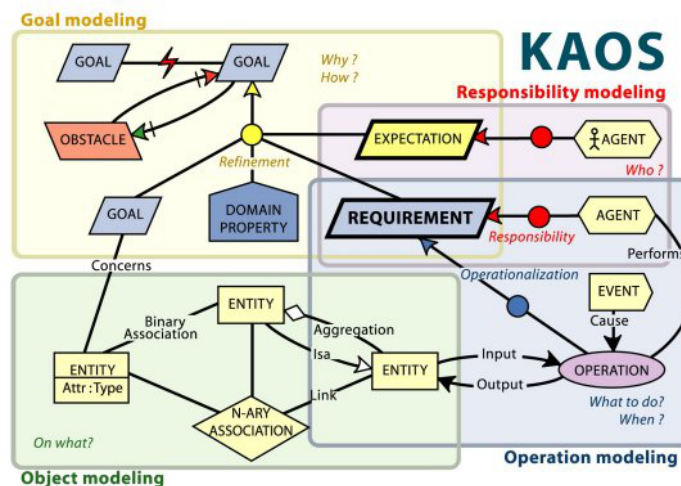 Goal modeling
KAOS
GOAL
GOAL
Why ?
How ?
Responsibility modeling
OBSTACLE
EXPECTATION
AGENT
Refinement
Who ?
GOAL
DOMAIN
PROPERTY
REQUIREMENT
AGENT
Responsibility
Concerns
Performs
Operationalization
EVENT
ENTITY
Binary
Association
Aggregation
Cause
Isa
ENTITY
Attr : Type
ENTITY
Input
OPERATION
Output
Link
N-ARY
ASSOCIATION
What to do?
When ?
On what?
Object modeling
Operation modeling